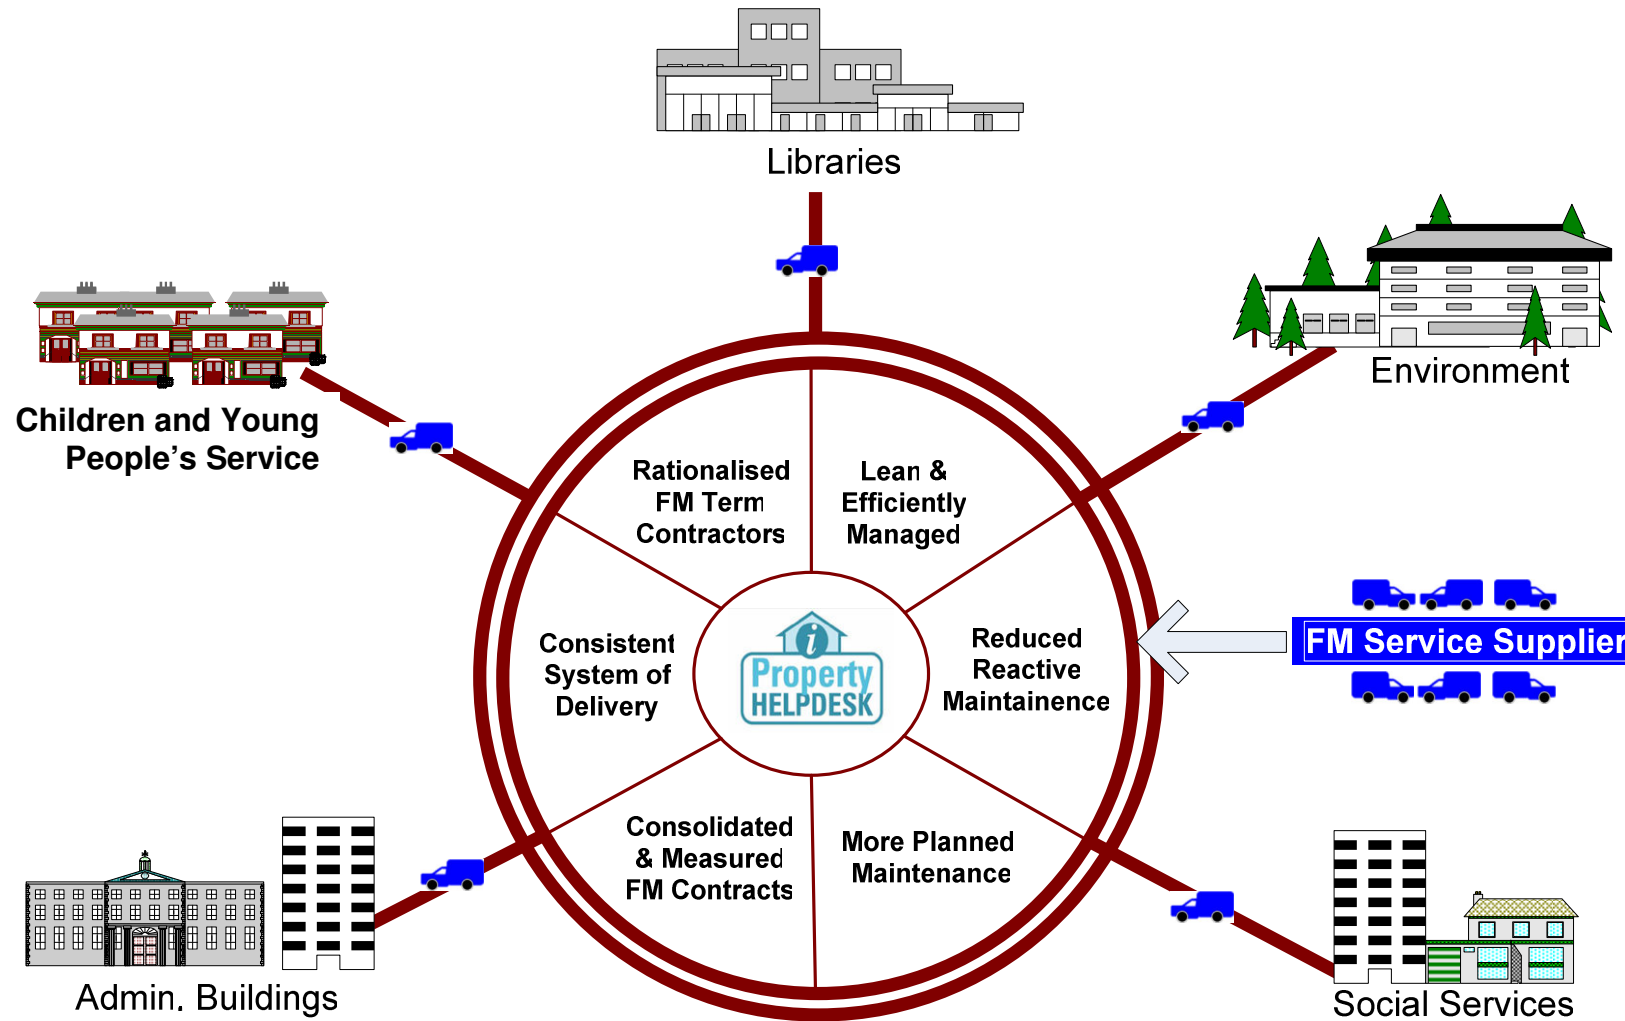 Libraries
Environment
Children and Young
People's Service
Rationalised
FM Term
Contractors
Lean &
Efficiently
Managed
Consistent
System of
Delivery
i
Property
HELPDESK
Reduced
Reactive
Maintainence
FM Service Supplier
Consolidated
& Measured
FM Contracts
More Planned
Maintenance
Admin. Buildings
Social Services